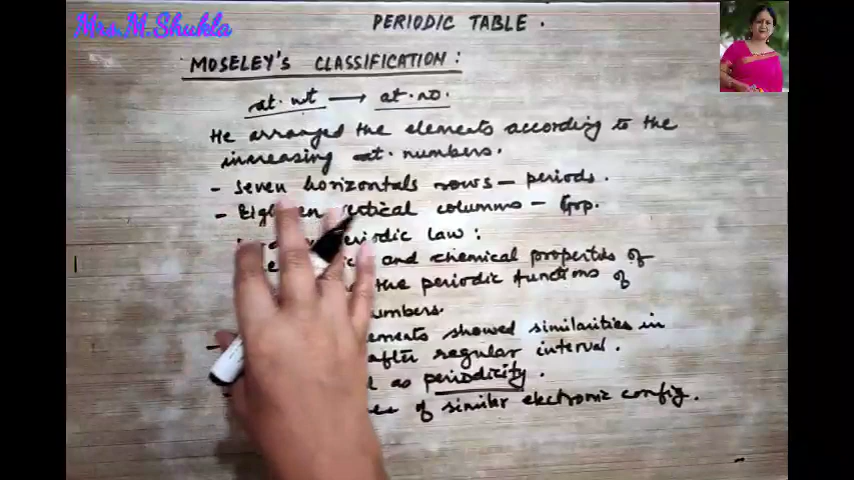 Mrs.M.Shukla
PERIODIC TABLE .
MOSELEY'S CLASSIFICATION :
at. wt → at. no.
He arranged the elements according to the
increasing at. numbers.
- Seven horizontals rows - periods.
- vertical columns - Grp.
periodic law :
and chemical properties of
the periodic functions of
numbers.
elements showed similarities in
after regular interval .
as periodicity .
of similar electronic config.